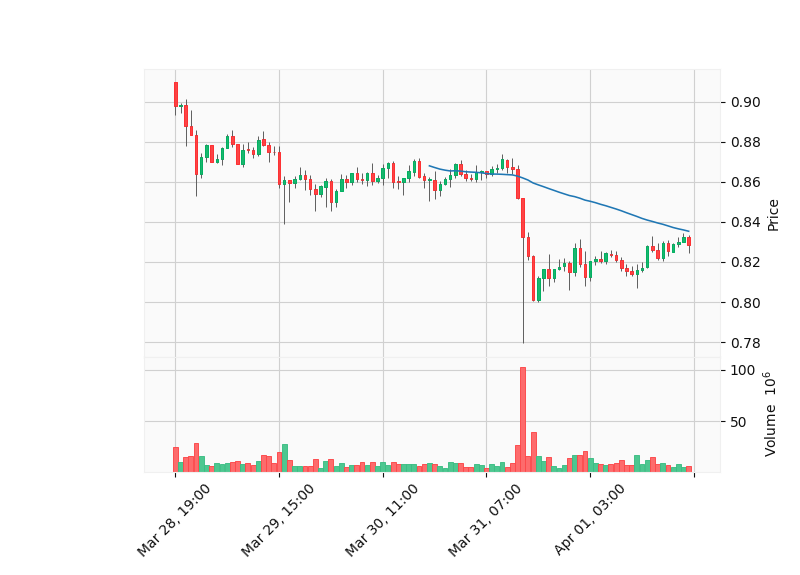 0.90
0.88
0.86
0.84
0.82
0.80
0.78
Price
100
50
Volume 10⁶
Mar 28, 19:00
Mar 29, 15:00
Mar 30, 11:00
Mar 31, 07:00
Apr 01, 03:00